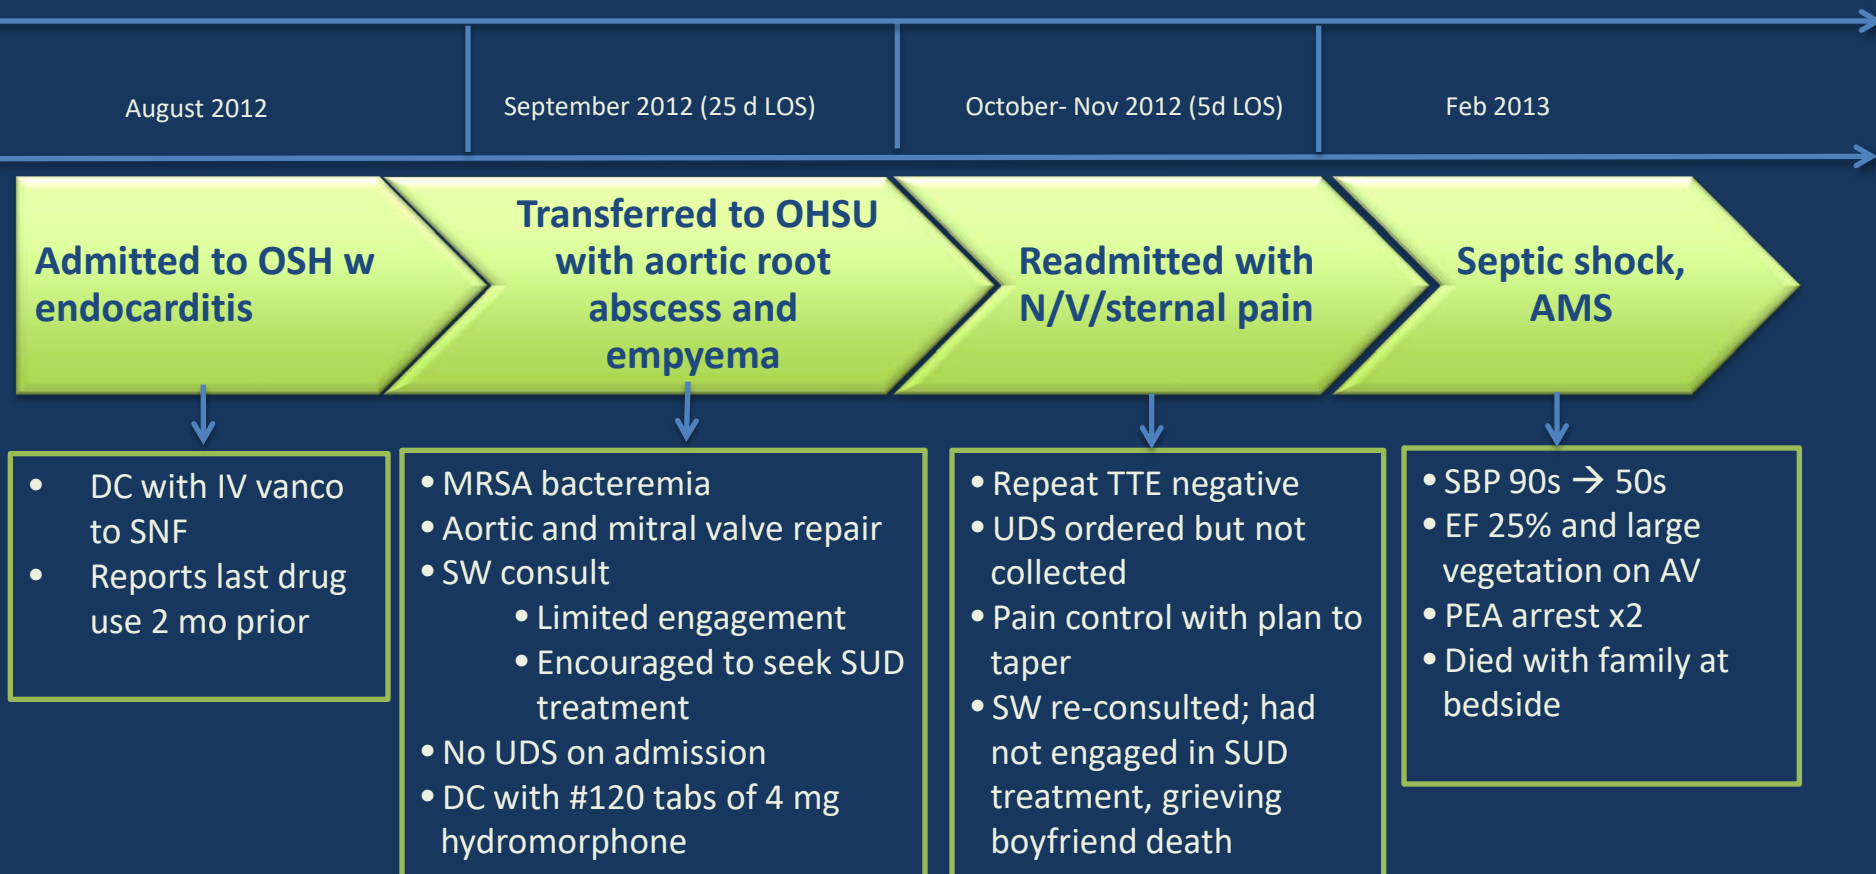 August 2012
September 2012 (25 d LOS)
October- Nov 2012 (5d LOS)
Feb 2013
Admitted to OSH w
endocarditis
Transferred to OHSU
with aortic root
abscess and
empyema
Readmitted with
N/V/sternal pain
Septic shock,
AMS
• DC with IV vanco
to SNF
• Reports last drug
use 2 mo prior
• MRSA bacteremia
• Aortic and mitral valve repair
• SW consult
• Limited engagement
• Encouraged to seek SUD
treatment
• No UDS on admission
• DC with #120 tabs of 4 mg
hydromorphone
• Repeat TTE negative
• UDS ordered but not
collected
• Pain control with plan to
taper
• SW re-consulted; had
not engaged in SUD
treatment, grieving
boyfriend death
• SBP 90s → 50s
• EF 25% and large
vegetation on AV
• PEA arrest x2
• Died with family at
bedside